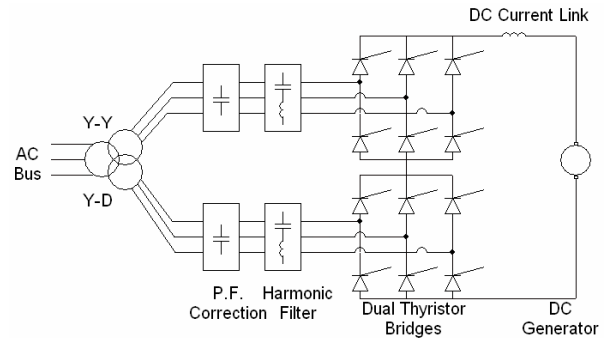 DC Current Link
Y-Y
AC
Bus
Y-D
P.F.
Correction
Harmonic
Filter
Dual Thyristor
Bridges
DC
Generator